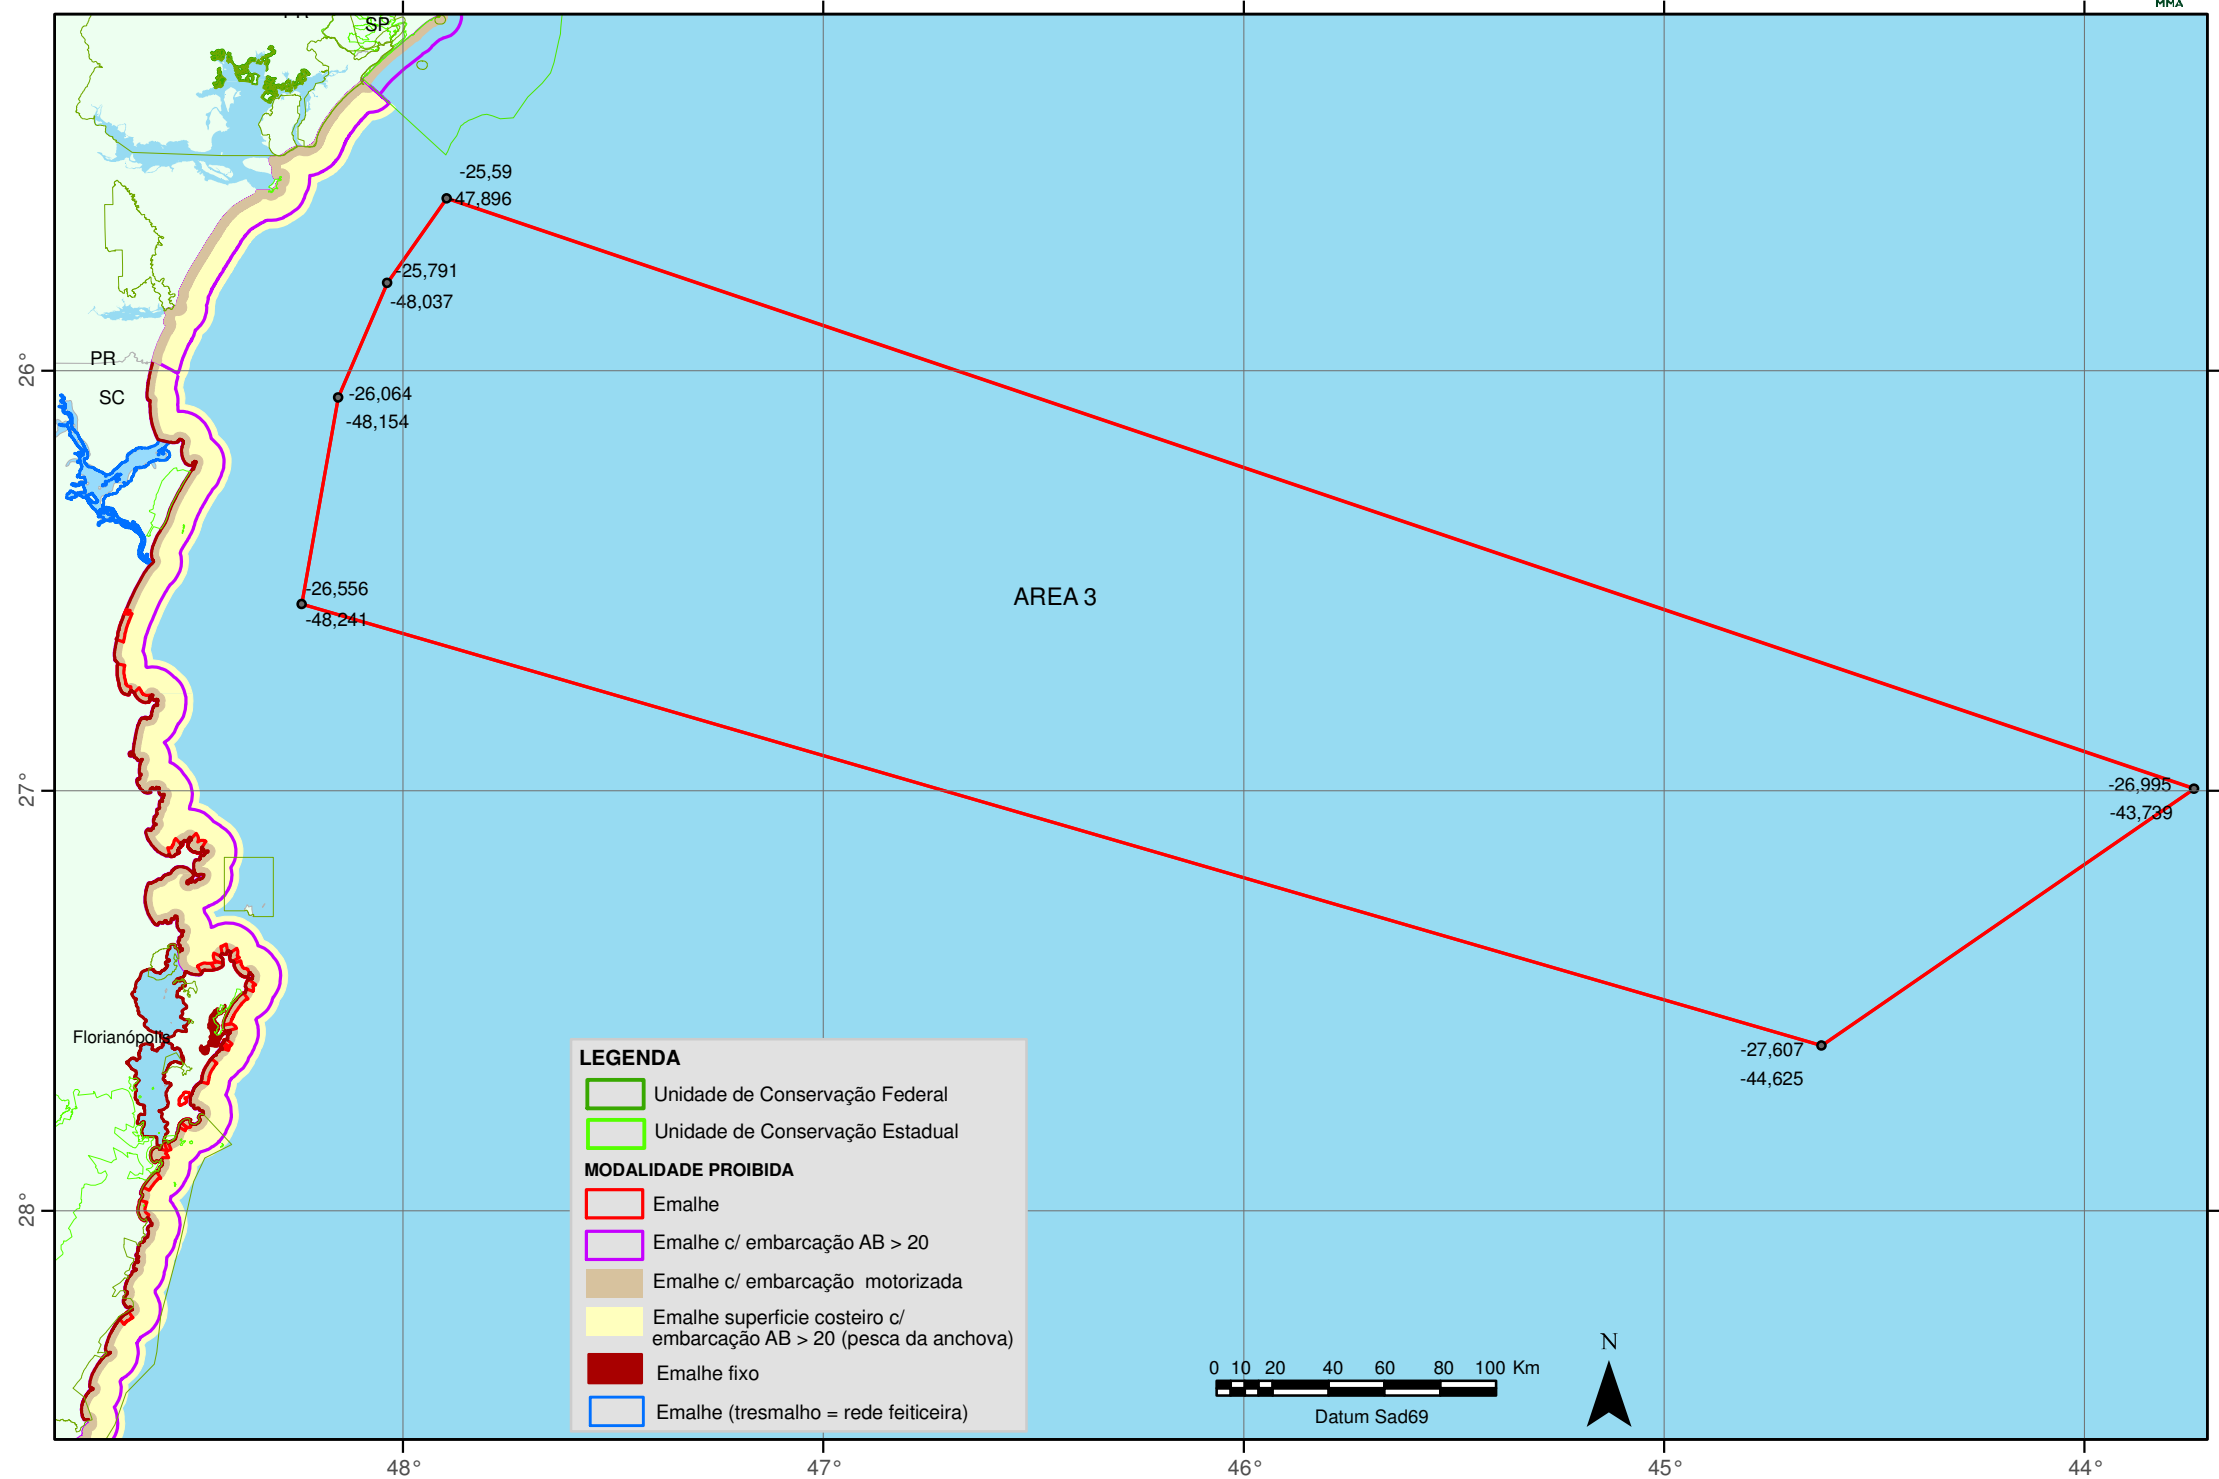 MMA
SP
-25,59
-47,896
-25,791
-48,037
26°
PR
SC
-26,064
-48,154
-26,556
-48,241
AREA 3
27°
-26,995
-43,739
Florianópolis
-27,607
-44,625
28°
LEGENDA
Unidade de Conservação Federal
Unidade de Conservação Estadual
MODALIDADE PROIBIDA
Emalhe
Emalhe c/ embarcação AB > 20
Emalhe c/ embarcação motorizada
Emalhe superficie costeiro c/
embarcação AB > 20 (pesca da anchova)
Emalhe fixo
Emalhe (tresmalho = rede feiticeira)
N
0 10 20 40 60 80 100 Km
Datum Sad69
48° 47° 46° 45° 44°